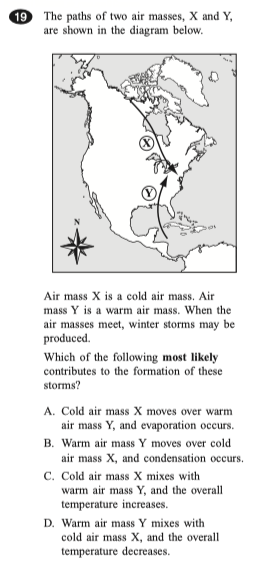 19 The paths of two air masses, X and Y,
are shown in the diagram below.
X
Y
N
Air mass X is a cold air mass. Air
mass Y is a warm air mass. When the
air masses meet, winter storms may be
produced.
Which of the following most likely
contributes to the formation of these
storms?
A. Cold air mass X moves over warm
air mass Y, and evaporation occurs.
B. Warm air mass Y moves over cold
air mass X, and condensation occurs.
C. Cold air mass X mixes with
warm air mass Y, and the overall
temperature increases.
D. Warm air mass Y mixes with
cold air mass X, and the overall
temperature decreases.